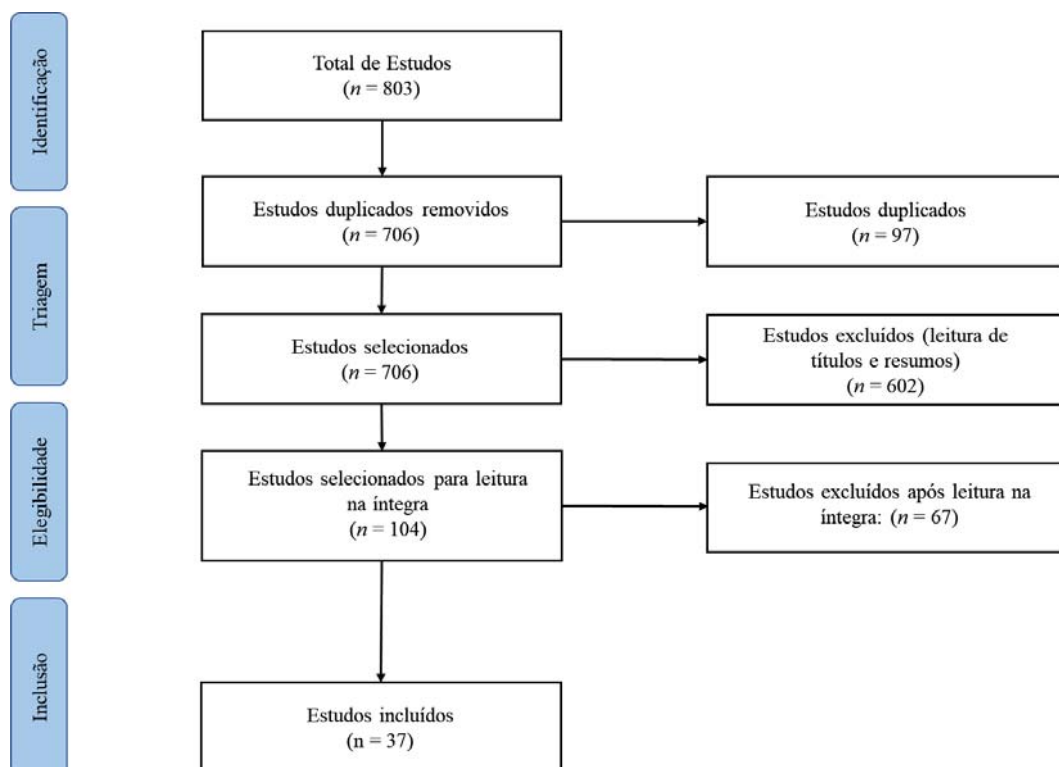 Identificação
Total de Estudos
(n = 803)
Triagem
Estudos duplicados removidos
(n = 706)
Estudos duplicados
(n = 97)
Estudos selecionados
(n = 706)
Estudos excluídos (leitura de
títulos e resumos)
(n = 602)
Elegibilidade
Estudos selecionados para leitura
na íntegra
(n = 104)
Estudos excluídos após leitura na
íntegra: (n = 67)
Inclusão
Estudos incluídos
(n = 37)